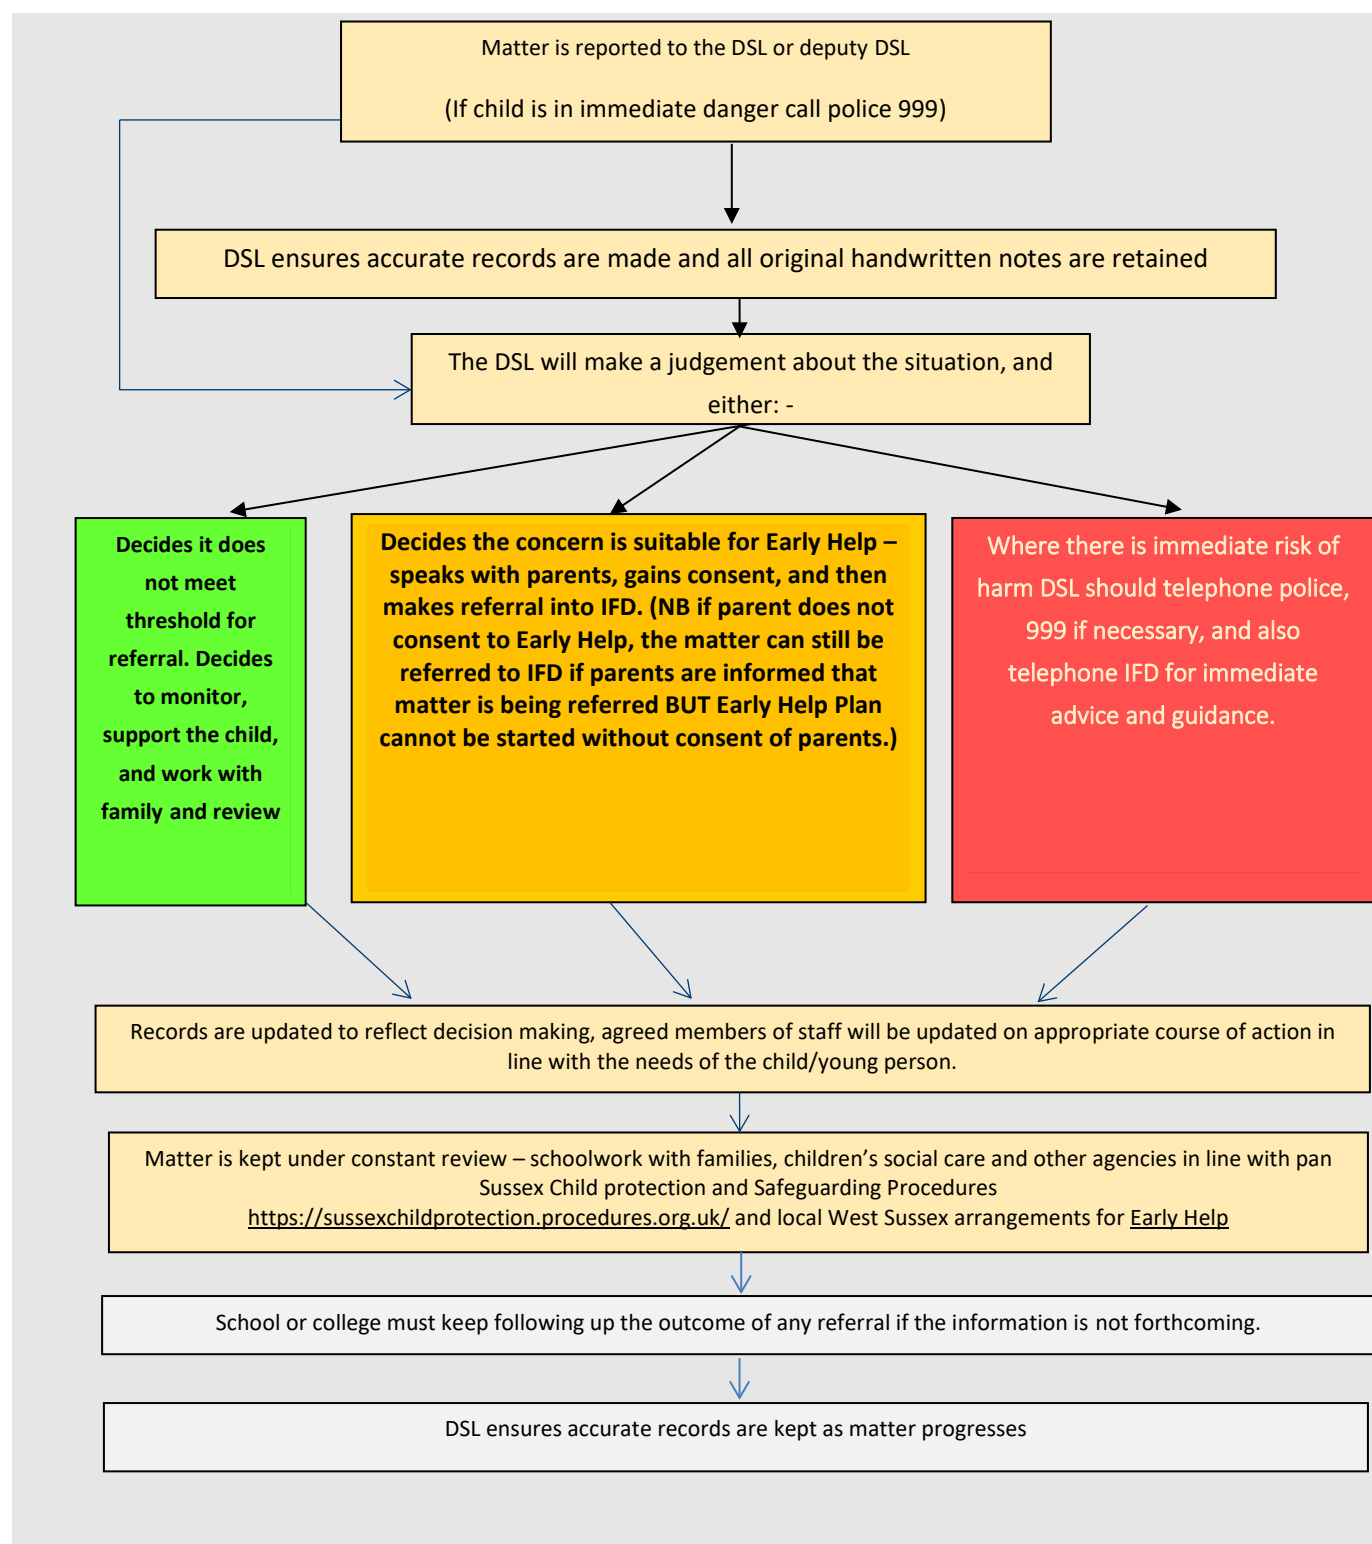 Matter is reported to the DSL or deputy DSL
(If child is in immediate danger call police 999)
DSL ensures accurate records are made and all original handwritten notes are retained
The DSL will make a judgement about the situation, and
either: -
Decides it does
not meet
threshold for
referral. Decides
to monitor,
support the child,
and work with
family and review
Decides the concern is suitable for Early Help –
speaks with parents, gains consent, and then
makes referral into IFD. (NB if parent does not
consent to Early Help, the matter can still be
referred to IFD if parents are informed that
matter is being referred BUT Early Help Plan
cannot be started without consent of parents.)
Where there is immediate risk of
harm DSL should telephone police,
999 if necessary, and also
telephone IFD for immediate
advice and guidance.
Records are updated to reflect decision making, agreed members of staff will be updated on appropriate course of action in
line with the needs of the child/young person.
Matter is kept under constant review – schoolwork with families, children’s social care and other agencies in line with pan
Sussex Child protection and Safeguarding Procedures
https://sussexchildprotection.procedures.org.uk/ and local West Sussex arrangements for Early Help
School or college must keep following up the outcome of any referral if the information is not forthcoming.
DSL ensures accurate records are kept as matter progresses